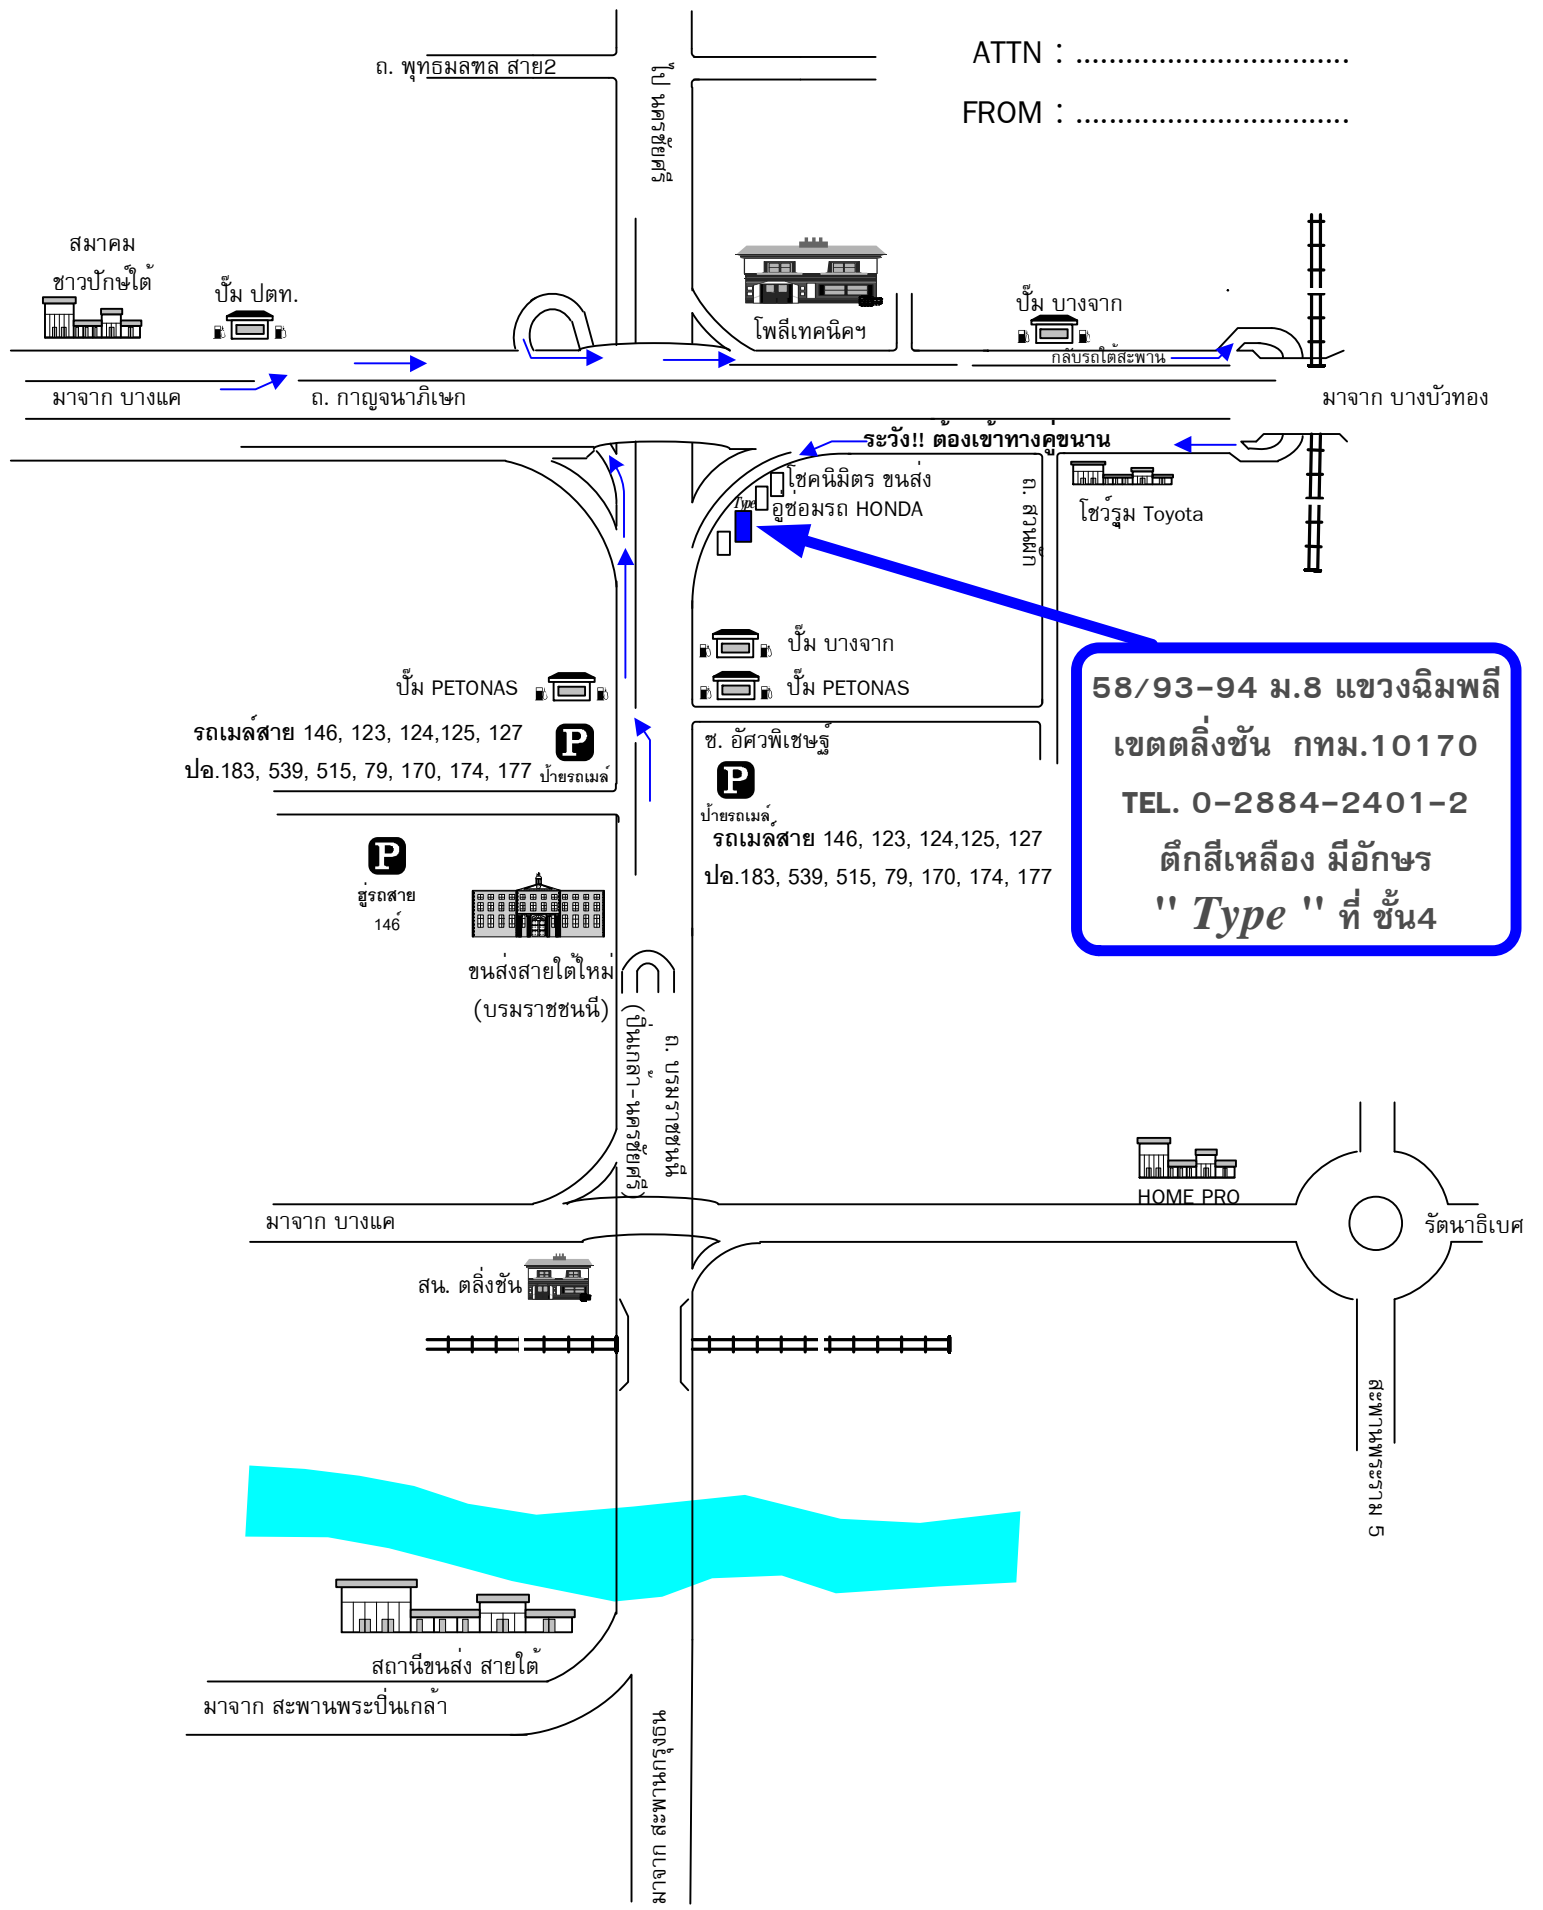 ATTN : .................................
FROM : .................................
ถ. พุทธมลฑล สาย2
ไป นครชัยศรี
สมาคม
ชาวปักษ์ใต้
ปั๊ม ปตท.
โพลีเทคนิคฯ
ปั๊ม บางจาก
กลับรถใต้สะพาน
มาจาก บางแค
ถ. กาญจนาภิเษก
มาจาก บางบัวทอง
ระวัง!! ต้องเข้าทางคู่ขนาน
โชคนิมิตร ขนส่ง
Type
อู่ซ่อมรถ HONDA
ถ. สวนผัก
โชว์รูม Toyota
ปั๊ม บางจาก
ปั๊ม PETONAS
ปั๊ม PETONAS
58/93-94 ม.8 แขวงฉิมพลี
เขตตลิ่งชัน กทม.10170
TEL. 0-2884-2401-2
ตึกสีเหลือง มีอักษร
" Type " ที่ ชั้น4
รถเมล์สาย 146, 123, 124,125, 127
ปอ.183, 539, 515, 79, 170, 174, 177
P
ป้ายรถเมล์
ซ. อัศวพิเชษฐ์
P
ป้ายรถเมล์
รถเมล์สาย 146, 123, 124,125, 127
ปอ.183, 539, 515, 79, 170, 174, 177
P
อู่รถสาย
146
ขนส่งสายใต้ใหม่
(บรมราชชนนี)
ถ. บรมราชชนนี
(ปิ่นเกล้า-นครชัยศรี)
HOME PRO
มาจาก บางแค
รัตนาธิเบศ
สน. ตลิ่งชัน
สะพานพระราม 5
สถานีขนส่ง สายใต้
มาจาก สะพานพระปิ่นเกล้า
มาจาก สะพานกรุงธน